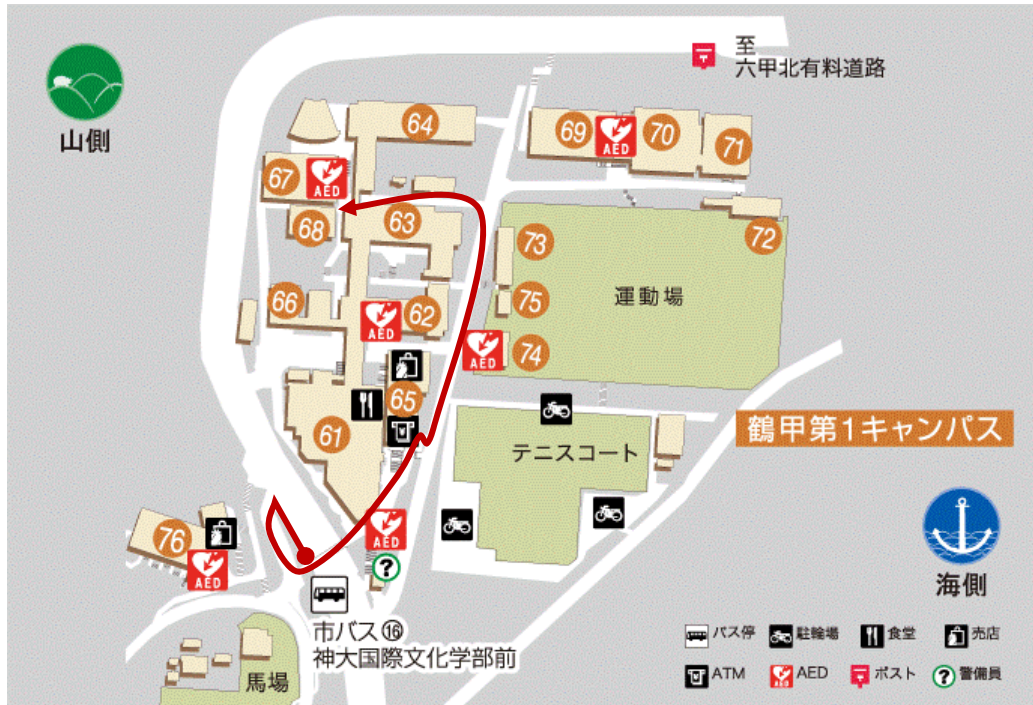 至
六甲北有料道路
山側
64
69
AED
70
71
67
AED
68
63
72
73
66
AED
62
75
運動場
AED
74
65
61
鶴甲第1キャンパス
テニスコート
76
AED
AED
?
海側
市バス⑯
神大国際文化学部前
馬場
バス停 駐輪場 食堂 売店
ATM AED ポスト ? 警備員